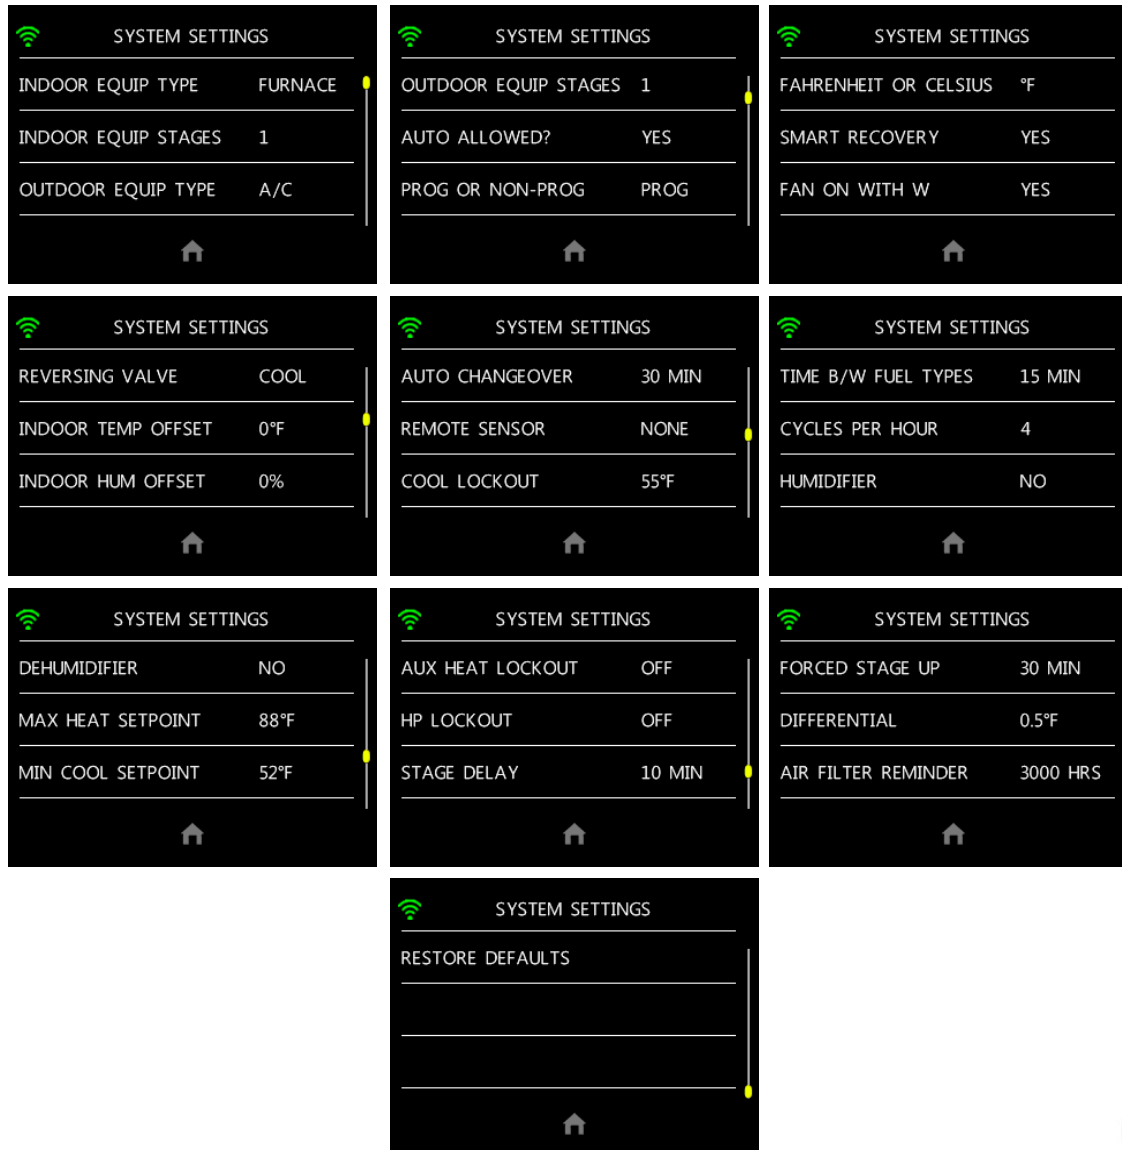 SYSTEM SETTINGS
INDOOR EQUIP TYPE FURNACE
INDOOR EQUIP STAGES 1
OUTDOOR EQUIP TYPE A/C
SYSTEM SETTINGS
OUTDOOR EQUIP STAGES 1
AUTO ALLOWED? YES
PROG OR NON-PROG PROG
SYSTEM SETTINGS
FAHRENHEIT OR CELSIUS °F
SMART RECOVERY YES
FAN ON WITH W YES
SYSTEM SETTINGS
REVERSING VALVE COOL
INDOOR TEMP OFFSET 0°F
INDOOR HUM OFFSET 0%
SYSTEM SETTINGS
AUTO CHANGEOVER 30 MIN
REMOTE SENSOR NONE
COOL LOCKOUT 55°F
SYSTEM SETTINGS
TIME B/W FUEL TYPES 15 MIN
CYCLES PER HOUR 4
HUMIDIFIER NO
SYSTEM SETTINGS
DEHUMIDIFIER NO
MAX HEAT SETPOINT 88°F
MIN COOL SETPOINT 52°F
SYSTEM SETTINGS
AUX HEAT LOCKOUT OFF
HP LOCKOUT OFF
STAGE DELAY 10 MIN
SYSTEM SETTINGS
FORCED STAGE UP 30 MIN
DIFFERENTIAL 0.5°F
AIR FILTER REMINDER 3000 HRS
SYSTEM SETTINGS
RESTORE DEFAULTS